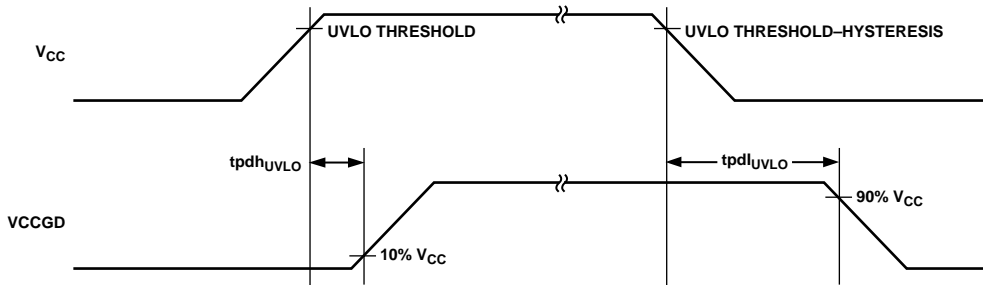 UVLO THRESHOLD
UVLO THRESHOLD–HYSTERESIS
VCC
tpdhUVLO
tpdlUVLO
90% VCC
VCCGD
10% VCC